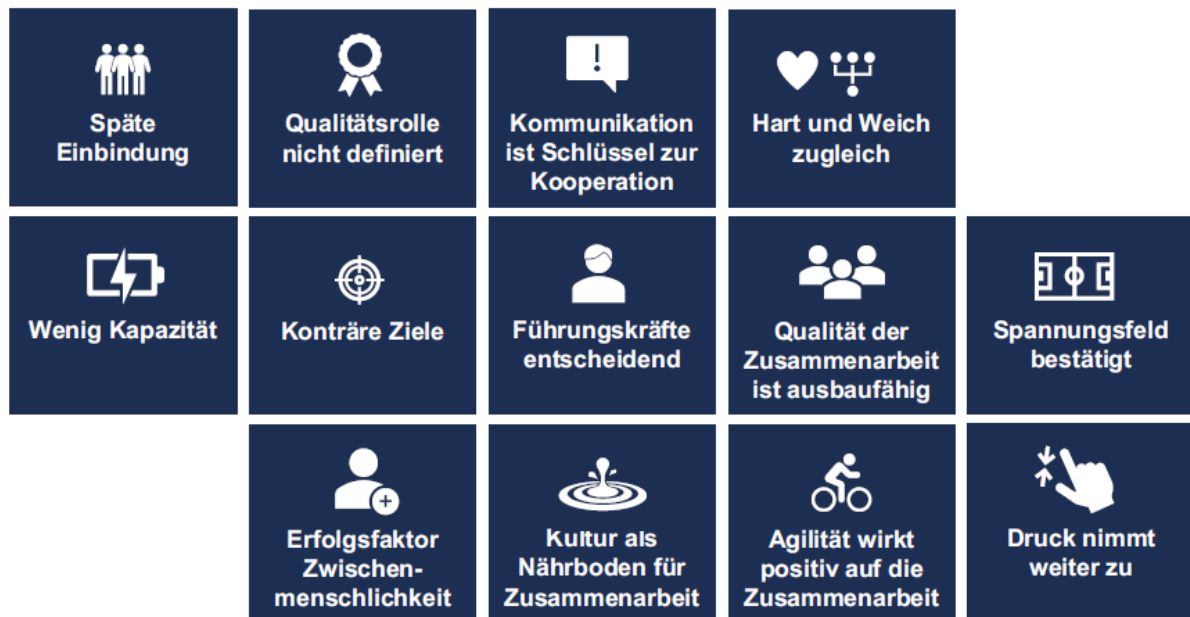 Späte
Einbindung
Qualitätsrolle
nicht definiert
!
Kommunikation
ist Schlüssel zur
Kooperation
Hart und Weich
zugleich
Wenig Kapazität
Konträre Ziele
Führungskräfte
entscheidend
Qualität der
Zusammenarbeit
ist ausbaufähig
Spannungsfeld
bestätigt
Erfolgsfaktor
Zwischen-
menschlichkeit
Kultur als
Nährboden für
Zusammenarbeit
Agilität wirkt
positiv auf die
Zusammenarbeit
Druck nimmt
weiter zu